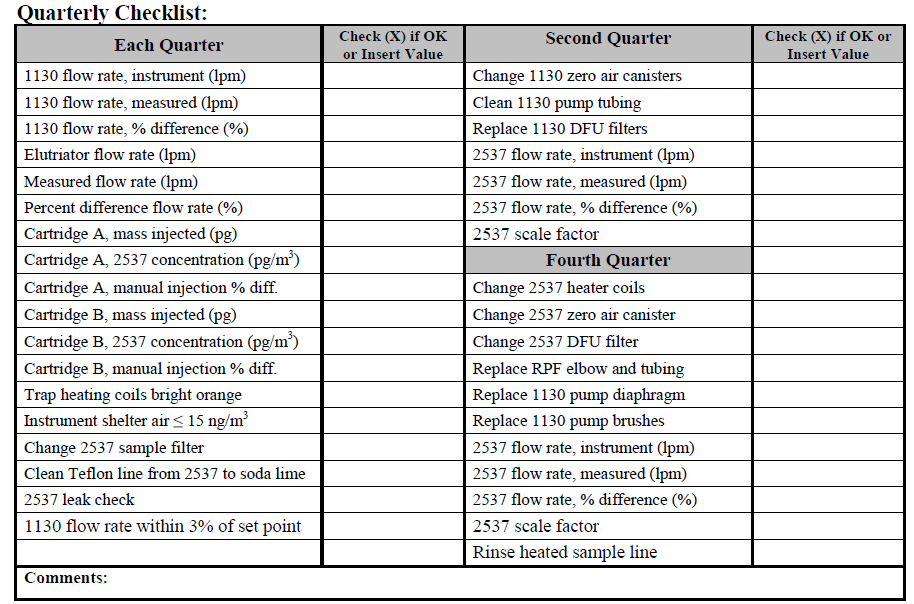 Quarterly Checklist:
Each Quarter
Check (X) if OK
or Insert Value
Second Quarter
Check (X) if OK or
Insert Value
1130 flow rate, instrument (lpm)
Change 1130 zero air canisters
1130 flow rate, measured (lpm)
Clean 1130 pump tubing
1130 flow rate, % difference (%)
Replace 1130 DFU filters
Elutriator flow rate (lpm)
2537 flow rate, instrument (lpm)
Measured flow rate (lpm)
2537 flow rate, measured (lpm)
Percent difference flow rate (%)
2537 flow rate, % difference (%)
Cartridge A, mass injected (pg)
2537 scale factor
Cartridge A, 2537 concentration (pg/m³)
Fourth Quarter
Cartridge A, manual injection % diff.
Change 2537 heater coils
Cartridge B, mass injected (pg)
Change 2537 zero air canister
Cartridge B, 2537 concentration (pg/m³)
Change 2537 DFU filter
Cartridge B, manual injection % diff.
Replace RPF elbow and tubing
Trap heating coils bright orange
Replace 1130 pump diaphragm
Instrument shelter air ≤ 15 ng/m³
Replace 1130 pump brushes
Change 2537 sample filter
2537 flow rate, instrument (lpm)
Clean Teflon line from 2537 to soda lime
2537 flow rate, measured (lpm)
2537 leak check
2537 flow rate, % difference (%)
1130 flow rate within 3% of set point
2537 scale factor
Rinse heated sample line
Comments: